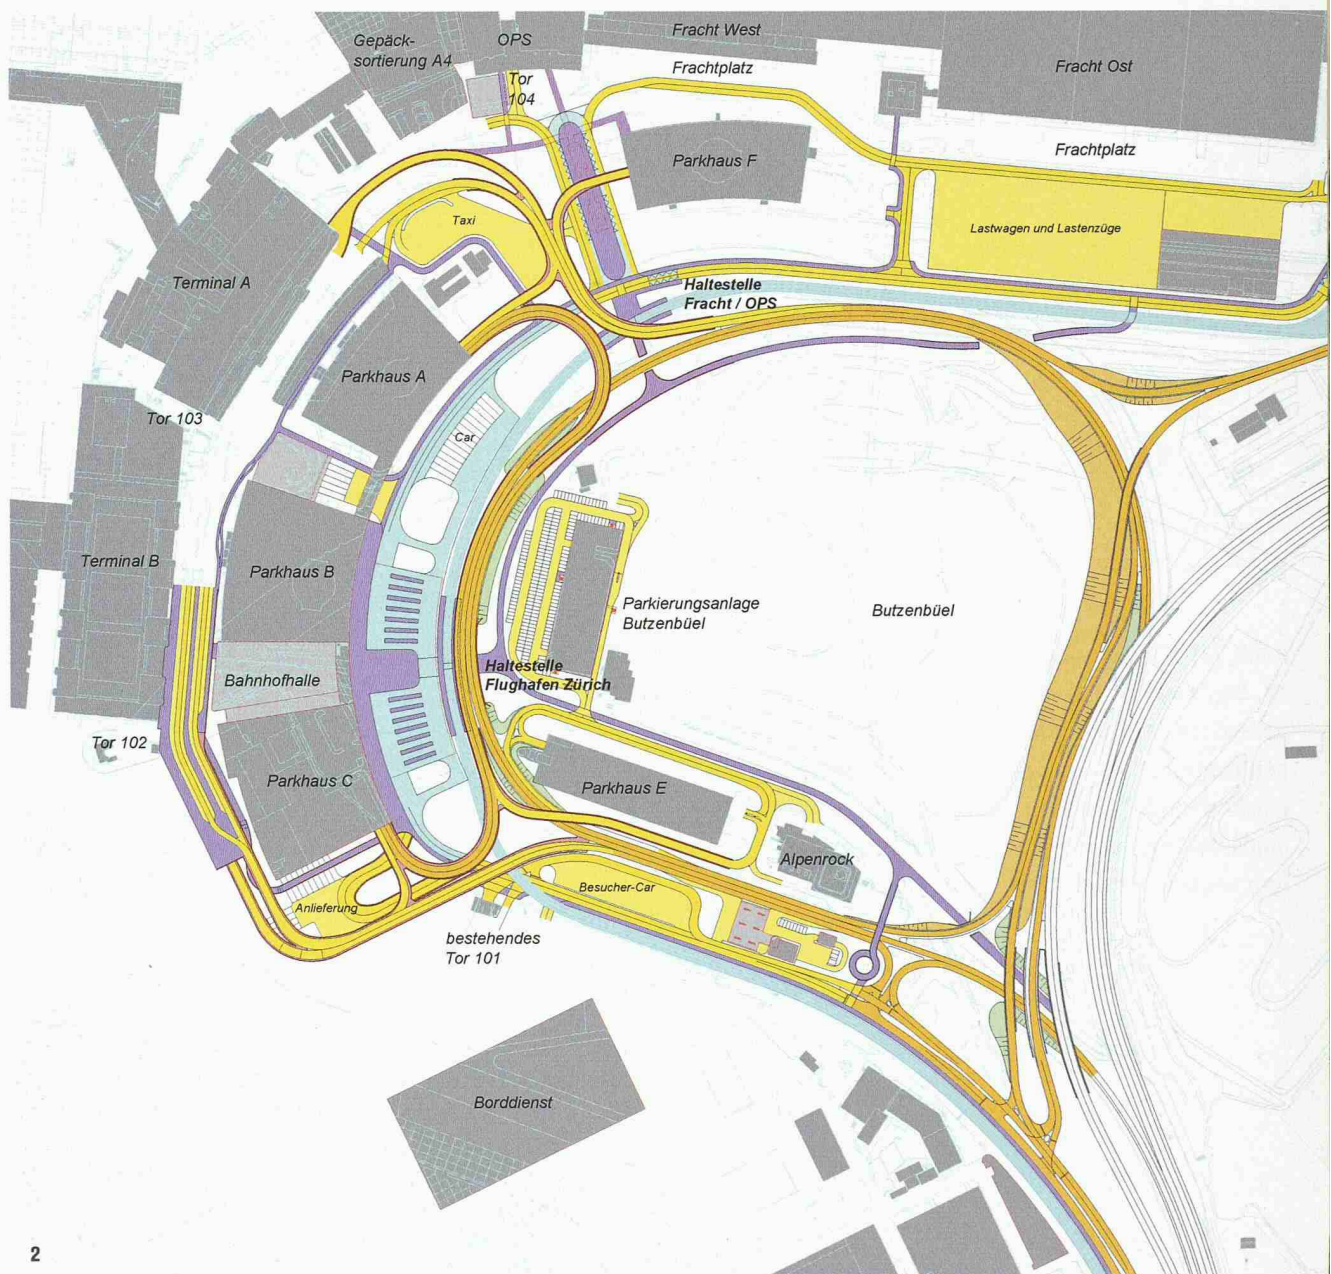 Gepäck-
sortierung A4
OPS
Fracht West
Fracht Ost
Frachtplatz
Tor
104
Parkhaus F
Frachtplatz
Taxi
Lastwagen und Lastenzüge
Terminal A
Haltestelle
Fracht / OPS
Parkhaus A
Tor 103
Car
Terminal B
Parkhaus B
Parkierungsanlage
Butzenbüel
Butzenbüel
Haltestelle
Flughafen Zürich
Bahnhofhalle
Tor 102
Parkhaus C
Parkhaus E
Alpenrock
Besucher-Car
Anlieferung
bestehendes
Tor 101
Borddienst
2